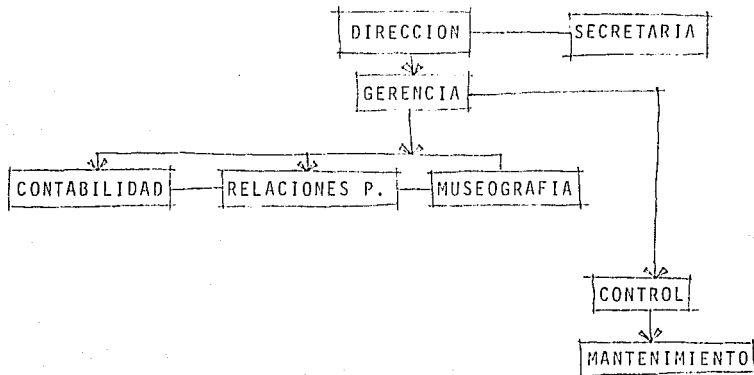 DIRECCION
SECRETARIA
GERENCIA
CONTABILIDAD
RELACIONES P.
MUSEOGRAFIA
CONTROL
MANTENIMIENTO